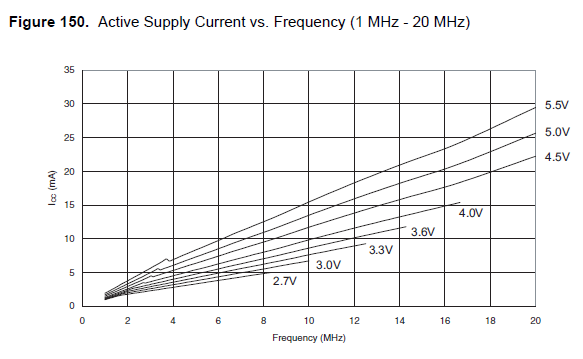 Figure 150. Active Supply Current vs. Frequency (1 MHz - 20 MHz)
35
30
25
20
15
10
5
0
ICC (mA)
5.5V
5.0V
4.5V
4.0V
3.6V
3.3V
3.0V
2.7V
0 2 4 6 8 10 12 14 16 18 20
Frequency (MHz)